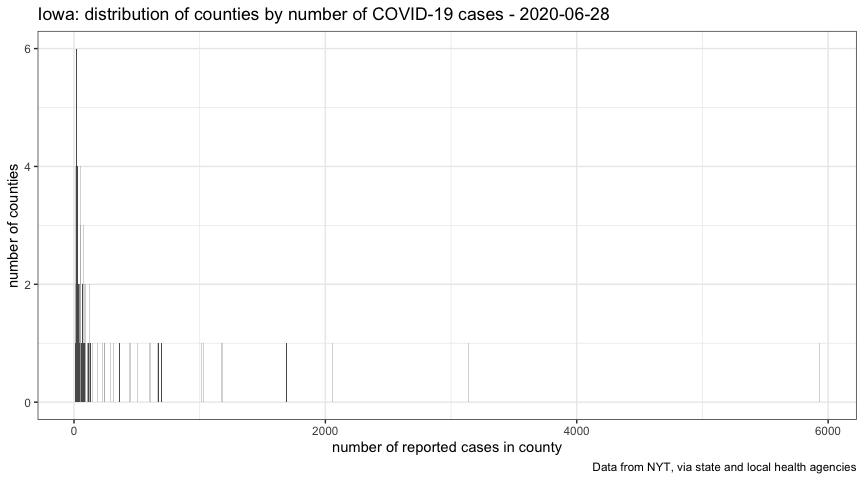 Iowa: distribution of counties by number of COVID-19 cases - 2020-06-28
6
4
2
0
number of counties
0 2000 4000 6000
number of reported cases in county
Data from NYT, via state and local health agencies